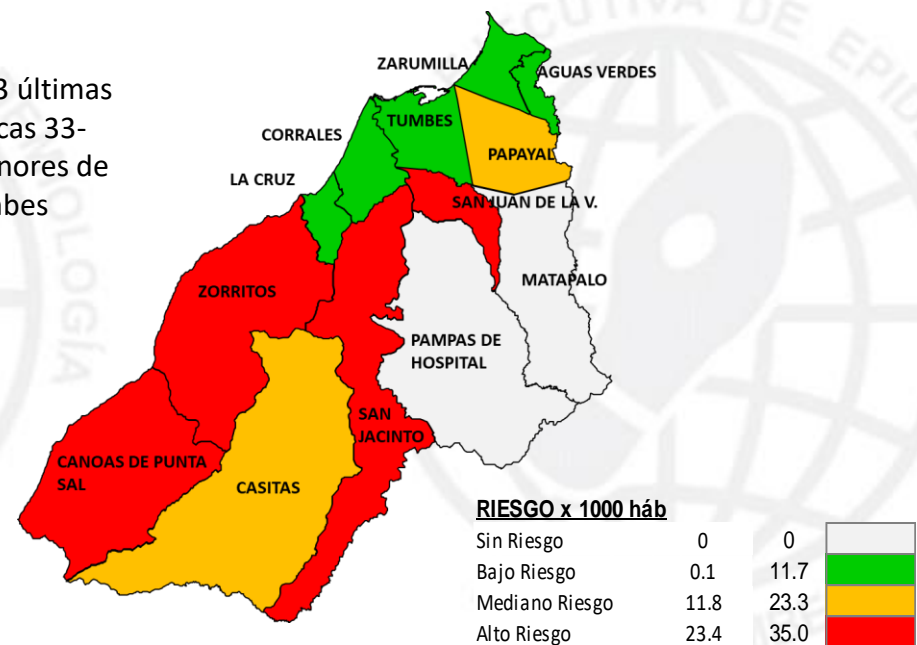 3 últimas
cas 33-
nores de
nbes
ZARUMILLA
AGUAS VERDES
CORRALES
TUMBES
PAPAYAL
LA CRUZ
SAN JUAN DE LA V.
ZORRITOS
MATAPALO
PAMPAS DE
HOSPITAL
SAN
JACINTO
CANOAS DE PUNTA
SAL
CASITAS
RIESGO x 1000 háb
Sin Riesgo 0 0
Bajo Riesgo 0.1 11.7
Mediano Riesgo 11.8 23.3
Alto Riesgo 23.4 35.0